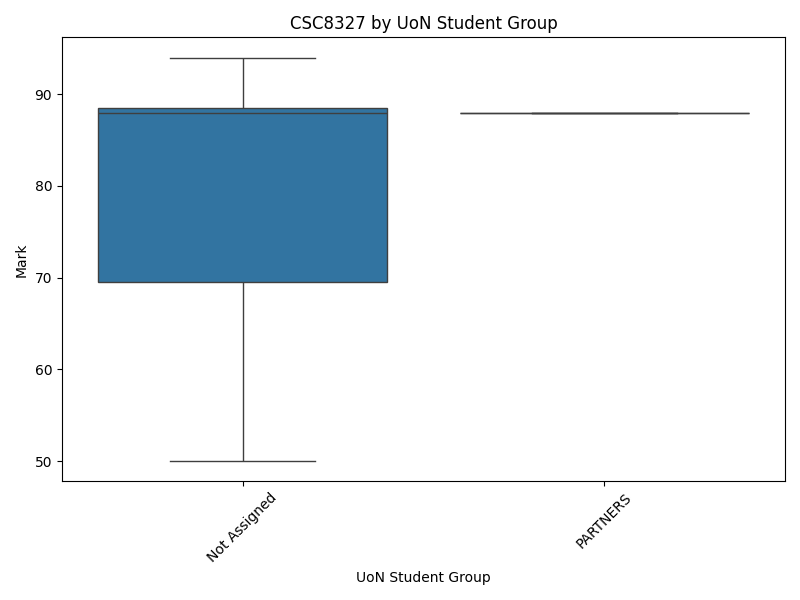 CSC8327 by UoN Student Group
90
80
70
60
50
Mark
Not Assigned
PARTNERS
UoN Student Group